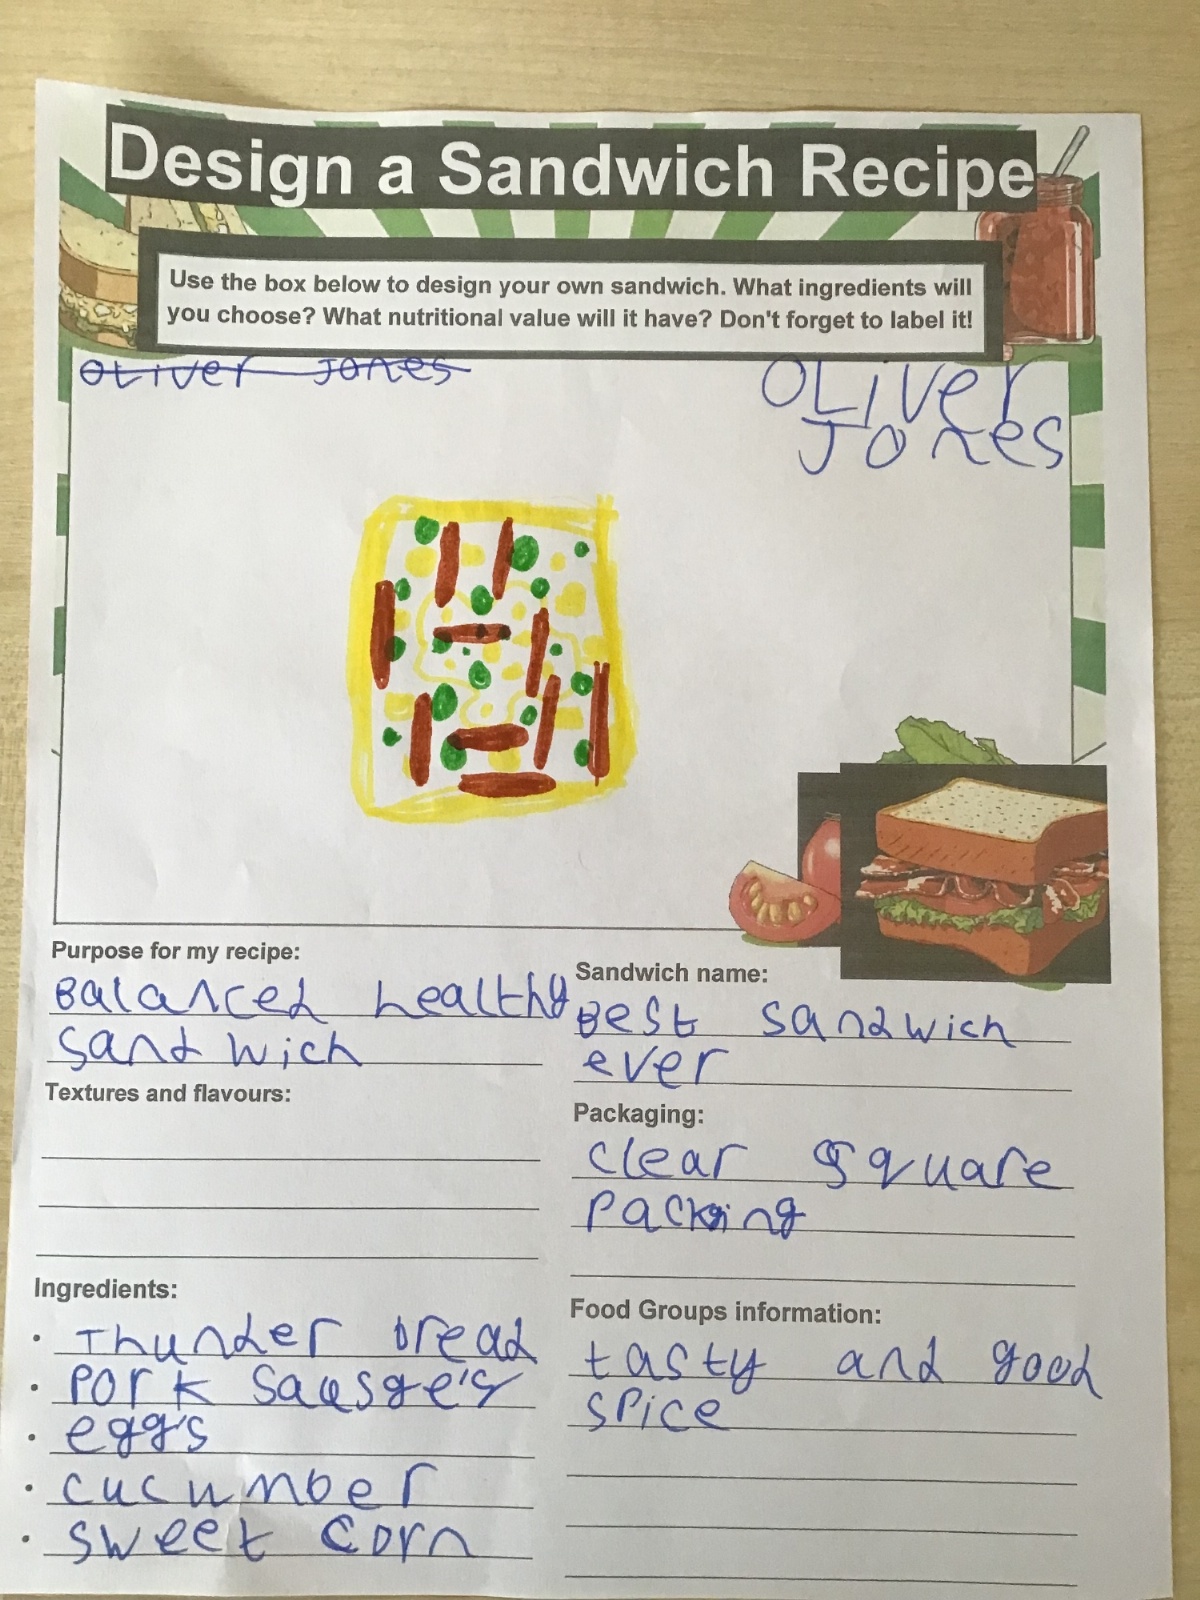 Design a Sandwich Recipe
Use the box below to design your own sandwich. What ingredients will
you choose? What nutritional value will it have? Don't forget to label it!
OLiver Jones
OLiver
Jones
Purpose for my recipe:
Balanced healthy
sandwich
Textures and flavours:
Ingredients:
• Thunder bread
• Pork Sausge's
• egg's
• cucumber
• sweet corn
Sandwich name:
Best sandwich
ever
Packaging:
clear square
packing
Food Groups information:
tasty and good
spice